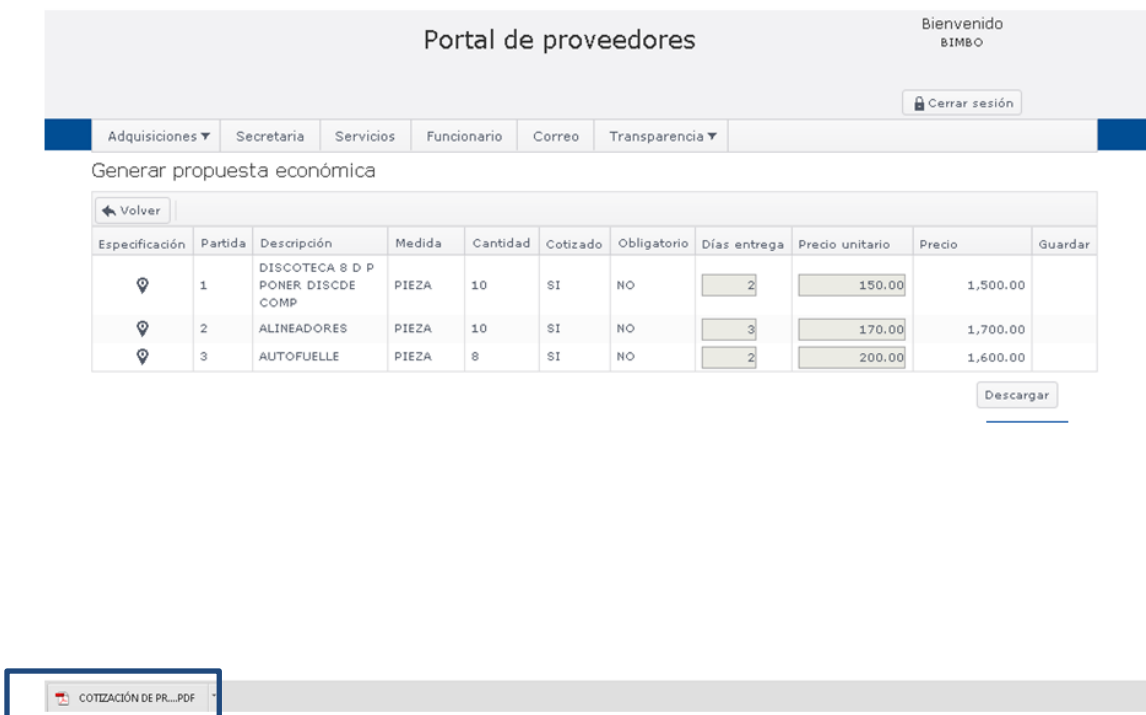 Portal de proveedores
Bienvenido
BIMBO
Cerrar sesión
Adquisiciones ▼ Secretaria Servicios Funcionario Correo Transparencia ▼
Generar propuesta económica
Volver
Especificación Partida Descripción Medida Cantidad Cotizado Obligatorio Días entrega Precio unitario Precio Guardar
DISCOTECA 8 D P
1 PONER DISCDE PIEZA 10 SI NO 2 150.00 1,500.00
COMP
2 ALINEADORES PIEZA 10 SI NO 3 170.00 1,700.00
3 AUTOFUELLE PIEZA 8 SI NO 2 200.00 1,600.00
Descargar
COTIZACIÓN DE PR....PDF